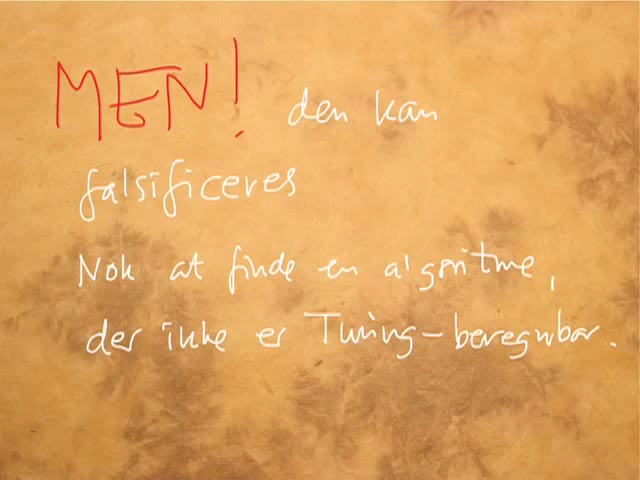 MEN! den kan
falsificeres
Nok at finde en algoritme,
der ikke er Turing-beregnbar.